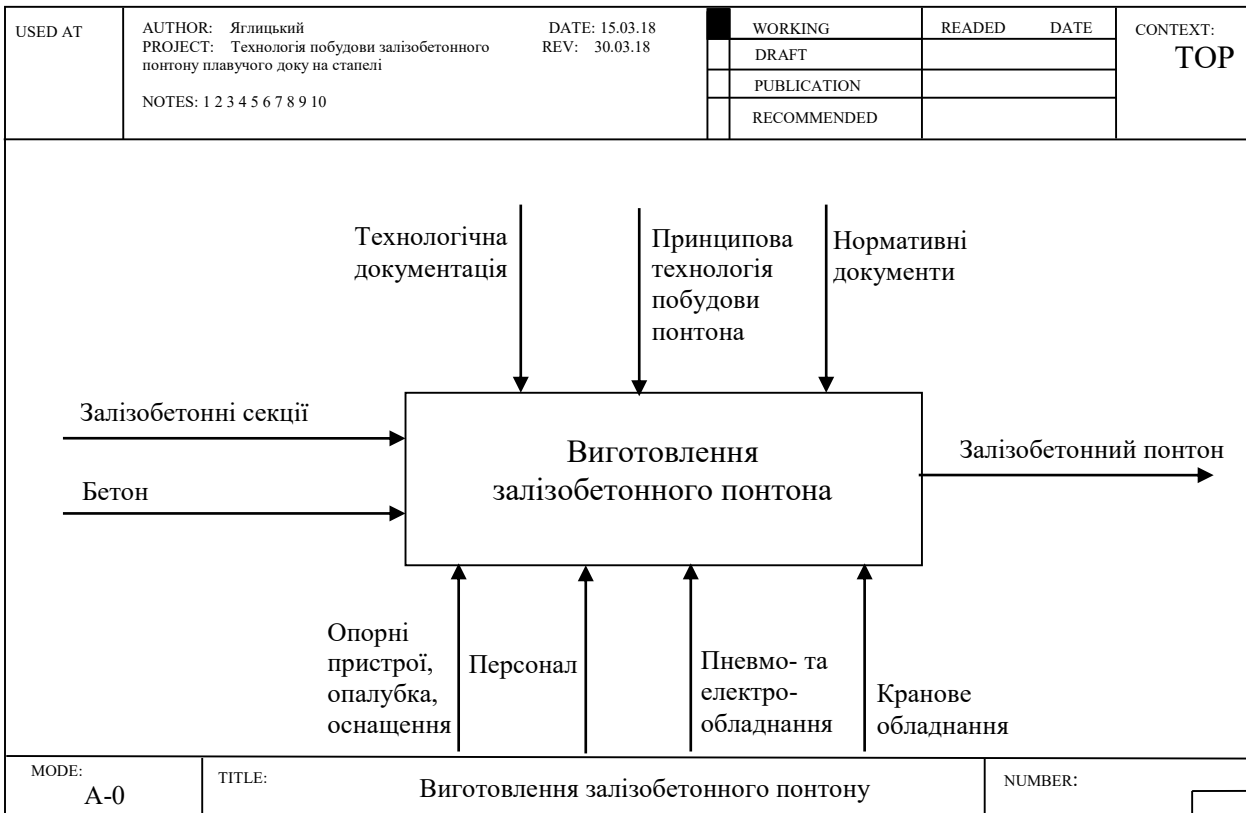 USED AT
AUTHOR: Яглицький DATE: 15.03.18
PROJECT: Технологія побудови залізобетонного REV: 30.03.18
понтону плавучого доку на стапелі
NOTES: 1 2 3 4 5 6 7 8 9 10
WORKING
DRAFT
PUBLICATION
RECOMMENDED
READED DATE
CONTEXT:
TOP
Технологічна
документація
Принципова
технологія
побудови
понтона
Нормативні
документи
Залізобетонні секції
Бетон
Виготовлення
залізобетонного понтона
Залізобетонний понтон
Опорні
пристрої,
опалубка,
оснащення
Персонал
Пневмо- та
електро-
обладнання
Кранове
обладнання
MODE:
A-0
TITLE:
Виготовлення залізобетонного понтону
NUMBER: